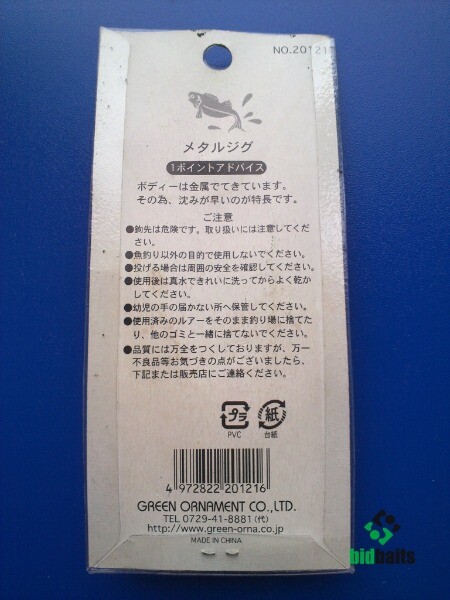 NO.20121
メタルジグ
1ポイントアドバイス
ボディーは金属でてきています。
その為、沈みが早いのが特長です。
ご注意
●鉤先は危険です。取り扱いには注意してくだ
さい。
●魚釣り以外の目的で使用しないでください。
●投げる場合は周囲の安全を確認してください。
●使用後は真水できれいに洗ってからよく乾か
してください。
●幼児の手の届かない所へ保管してください。
●使用済みのルアーをそのまま釣り場に捨てた
り、他のゴミと一緒に捨てないでください。
●品質には万全をつくしておりますが、万一
不良品等お気づきの点がございましたら、
下記または販売店にご連絡ください。
プラ 紙
PVC 台紙
4 972822 201216
GREEN ORNAMENT CO.,LTD.
TEL 0729-41-8881(代)
http://www.green-orna.co.jp
MADE IN CHINA
bidbaits